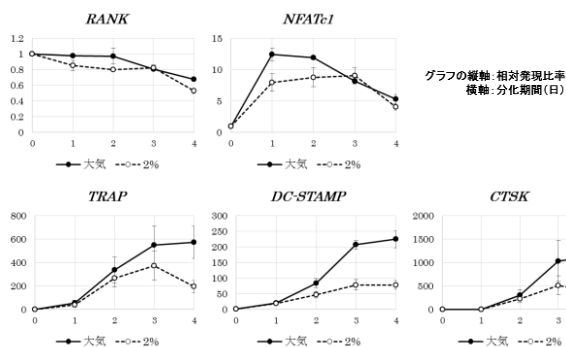 RANK
1.2
1
0.8
0.6
0.4
0.2
0
0 1 2 3 4
大気 2%
NFATc1
15
10
5
0
0 1 2 3 4
大気 2%
グラフの縦軸:相対発現比率
横軸:分化期間(日)
TRAP
800
600
400
200
0
0 1 2 3 4
大気 2%
DC-STAMP
300
250
200
150
100
50
0
0 1 2 3 4
大気 2%
CTSK
2000
1500
1000
500
0
0 1 2 3
大気 2%